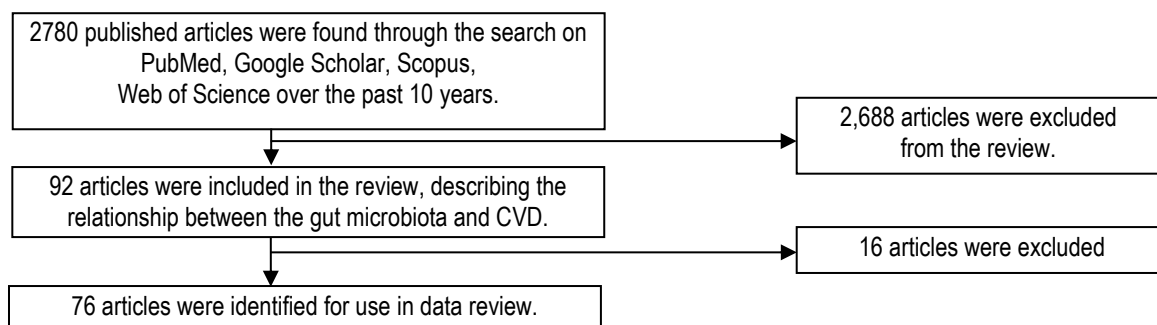 2780 published articles were found through the search on
PubMed, Google Scholar, Scopus,
Web of Science over the past 10 years.
2,688 articles were excluded
from the review.
92 articles were included in the review, describing the
relationship between the gut microbiota and CVD.
16 articles were excluded
76 articles were identified for use in data review.